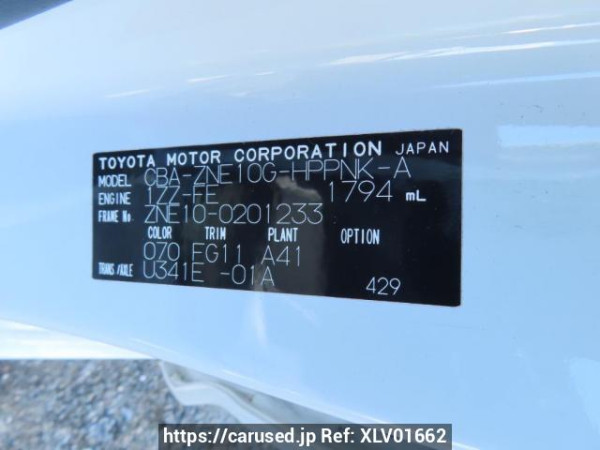 TOYOTA MOTOR CORPORATION JAPAN
MODEL CBA-ZNE10G-HPPNK-A
ENGINE 1ZZ-FE 1794 mL
FRAME No. ZNE10-0201233
COLOR TRIM PLANT OPTION
070 FG11 A41
TRANS/AXLE U341E -01A
429
https://carused.jp Ref: XLV01662